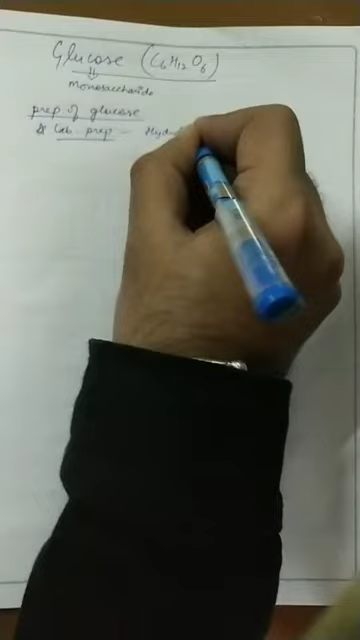 Glucose (C₆H₁₂O₆)
⇓
Monosaccharide
prep of glucose
* Lab prep –